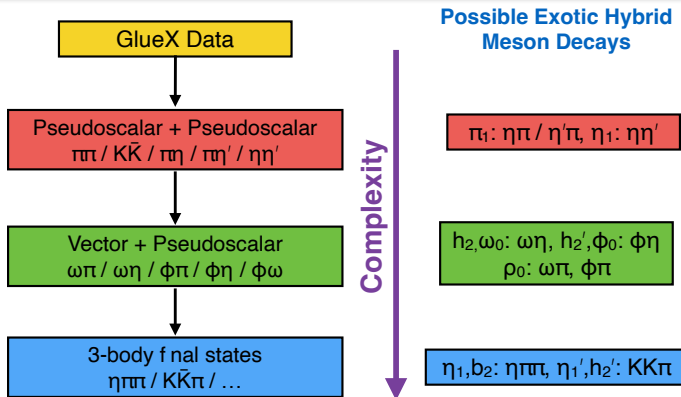 Possible Exotic Hybrid
Meson Decays
GlueX Data
Pseudoscalar + Pseudoscalar
ππ / KK̄ / πη / πη′ / ηη′
π₁: ηπ / η′π, η₁: ηη′
Complexity
Vector + Pseudoscalar
ωπ / ωη / ϕπ / ϕη / ϕω
h₂,ω₀: ωη, h₂′,ϕ₀: ϕη
ρ₀: ωπ, ϕπ
3-body f nal states
ηππ / KK̄π / …
η₁,b₂: ηππ, η₁′,h₂′: KKπ